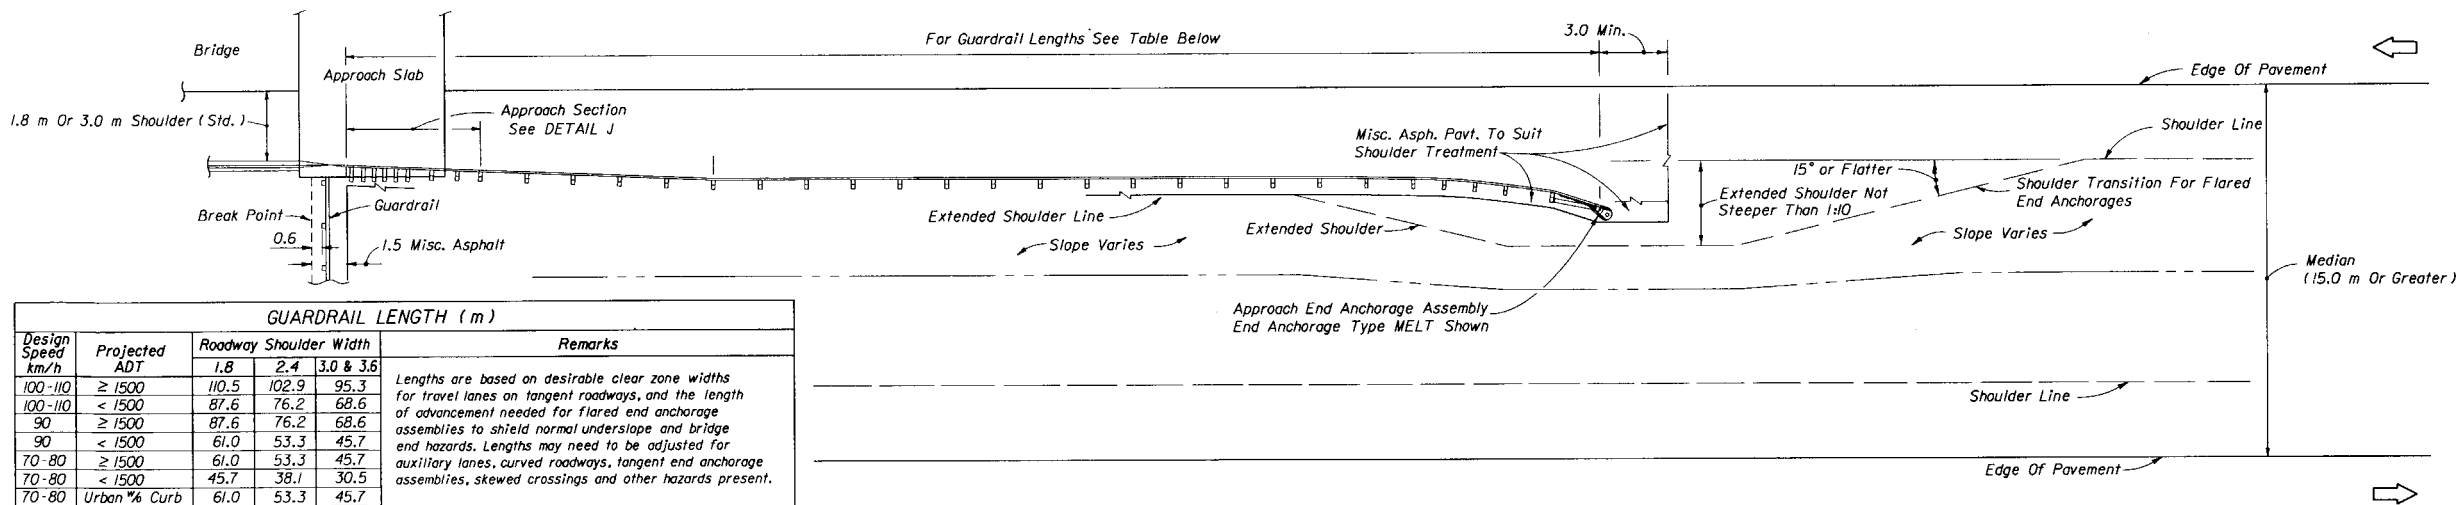 For Guardrail Lengths See Table Below
3.0 Min.
Bridge
Approach Slab
Edge Of Pavement
1.8 m Or 3.0 m Shoulder (Std.)
Approach Section
See DETAIL J
Misc. Asph. Pavt. To Suit
Shoulder Treatment
Shoulder Line
15° or Flatter
Extended Shoulder Not
Steeper Than 1:10
Shoulder Transition For Flared
End Anchorages
Break Point
Guardrail
Extended Shoulder Line
Extended Shoulder
Slope Varies
Slope Varies
0.6
1.5 Misc. Asphalt
Median
(15.0 m Or Greater)
Approach End Anchorage Assembly
End Anchorage Type MELT Shown
Shoulder Line
Edge Of Pavement
GUARDRAIL LENGTH (m)
Design Speed km/h Projected ADT Roadway Shoulder Width Remarks
1.8 2.4 3.0 & 3.6
100-110 ≥ 1500 110.5 102.9 95.3
100-110 < 1500 87.6 76.2 68.6
90 ≥ 1500 87.6 76.2 68.6
90 < 1500 61.0 53.3 45.7
70-80 ≥ 1500 61.0 53.3 45.7
70-80 < 1500 45.7 38.1 30.5
70-80 Urban W/o Curb 61.0 53.3 45.7
Lengths are based on desirable clear zone widths
for travel lanes on tangent roadways, and the length
of advancement needed for flared end anchorage
assemblies to shield normal underslope and bridge
end hazards. Lengths may need to be adjusted for
auxiliary lanes, curved roadways, tangent end anchorage
assemblies, skewed crossings and other hazards present.